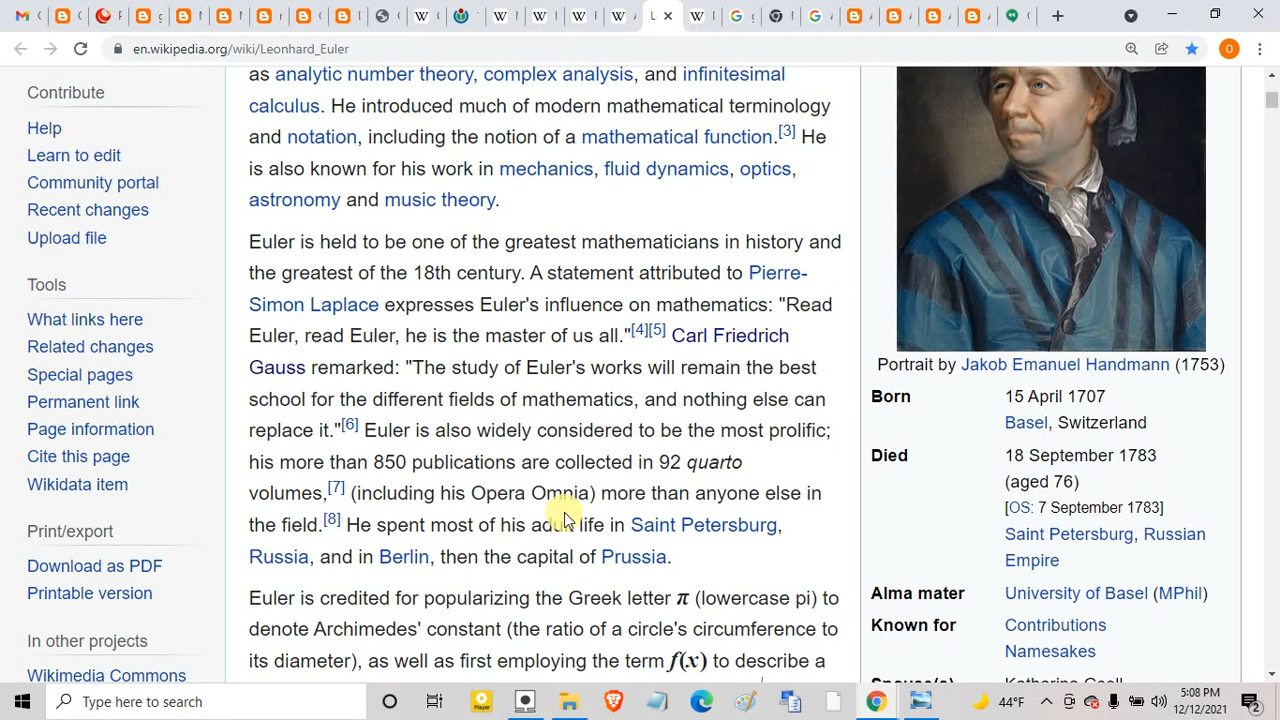 en.wikipedia.org/wiki/Leonhard_Euler
O
Contribute
Help
Learn to edit
Community portal
Recent changes
Upload file
Tools
What links here
Related changes
Special pages
Permanent link
Page information
Cite this page
Wikidata item
Print/export
Download as PDF
Printable version
In other projects
Wikimedia Commons
as analytic number theory, complex analysis, and infinitesimal
calculus. He introduced much of modern mathematical terminology
and notation, including the notion of a mathematical function.[3] He
is also known for his work in mechanics, fluid dynamics, optics,
astronomy and music theory.
Euler is held to be one of the greatest mathematicians in history and
the greatest of the 18th century. A statement attributed to Pierre-
Simon Laplace expresses Euler's influence on mathematics: "Read
Euler, read Euler, he is the master of us all."[4][5] Carl Friedrich
Gauss remarked: "The study of Euler's works will remain the best
school for the different fields of mathematics, and nothing else can
replace it."[6] Euler is also widely considered to be the most prolific;
his more than 850 publications are collected in 92 quarto
volumes,[7] (including his Opera Omnia) more than anyone else in
the field.[8] He spent most of his adult life in Saint Petersburg,
Russia, and in Berlin, then the capital of Prussia.
Euler is credited for popularizing the Greek letter π (lowercase pi) to
denote Archimedes' constant (the ratio of a circle's circumference to
its diameter), as well as first employing the term f(x) to describe a
Portrait by Jakob Emanuel Handmann (1753)
Born 15 April 1707
Basel, Switzerland
Died 18 September 1783
(aged 76)
[OS: 7 September 1783]
Saint Petersburg, Russian
Empire
Alma mater University of Basel (MPhil)
Known for Contributions
Namesakes
Type here to search
Player
44°F
5:08 PM
12/12/2021
2